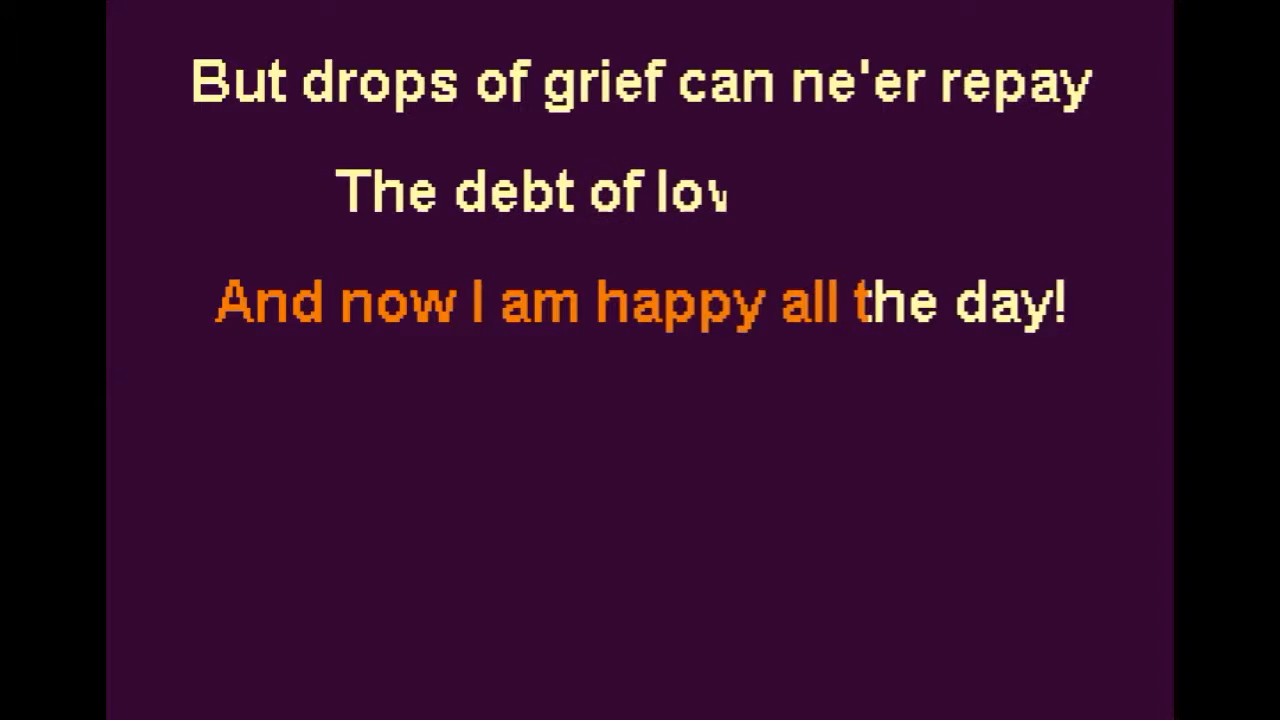 But drops of grief can ne'er repay
The debt of lov
And now I am happy all the day!